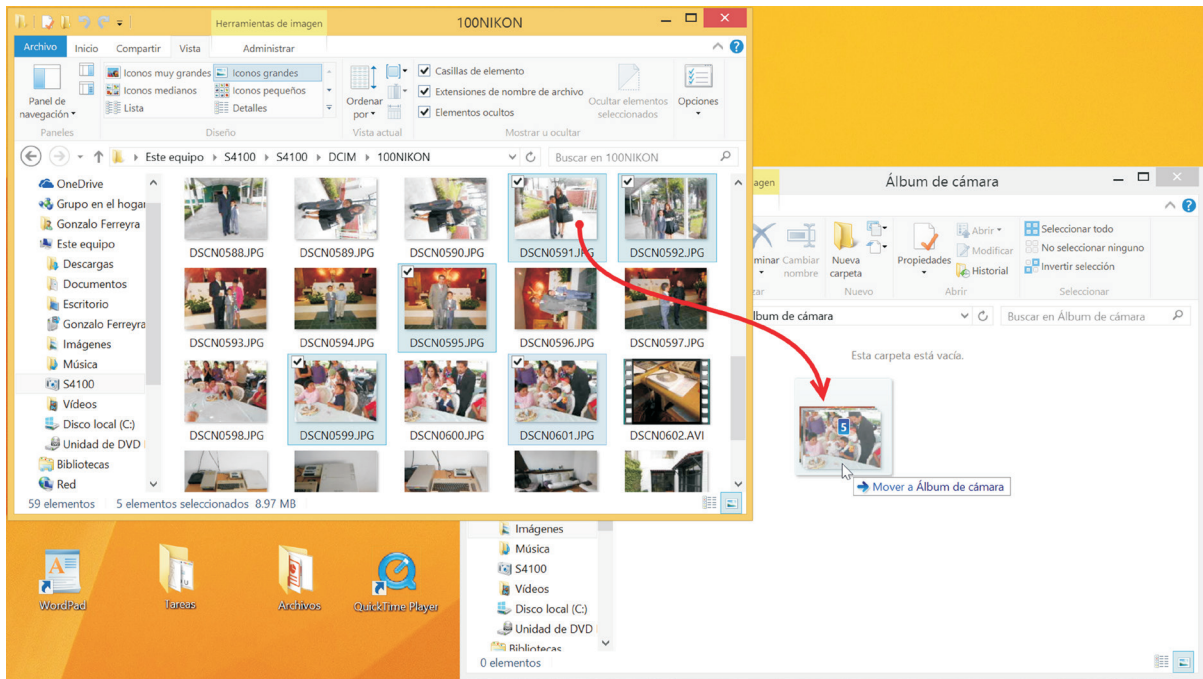 Herramientas de imagen
100NIKON
Archivo Inicio Compartir Vista Administrar
Panel de navegación
Iconos muy grandes Iconos grandes
Iconos medianos Iconos pequeños
Lista Detalles
Ordenar por
Casillas de elemento
Extensiones de nombre de archivo
Elementos ocultos
Ocultar elementos seleccionados
Opciones
Paneles Diseño Vista actual Mostrar u ocultar
Este equipo S4100 S4100 DCIM 100NIKON
Buscar en 100NIKON
OneDrive
Grupo en el hogar
Gonzalo Ferreyra
Este equipo
Descargas
Documentos
Escritorio
Gonzalo Ferreyra
Imágenes
Música
S4100
Vídeos
Disco local (C:)
Unidad de DVD
Bibliotecas
Red
DSCN0588.JPG DSCN0589.JPG DSCN0590.JPG DSCN0591.JPG DSCN0592.JPG
DSCN0593.JPG DSCN0594.JPG DSCN0595.JPG DSCN0596.JPG DSCN0597.JPG
DSCN0598.JPG DSCN0599.JPG DSCN0600.JPG DSCN0601.JPG DSCN0602.AVI
59 elementos 5 elementos seleccionados 8.97 MB
agen
Álbum de cámara
minar Cambiar nombre
Nueva carpeta
Propiedades
Abrir
Modificar
Historial
Seleccionar todo
No seleccionar ninguno
Invertir selección
zar Nuevo Abrir Seleccionar
lbum de cámara
Buscar en Álbum de cámara
Esta carpeta está vacía.
5
Mover a Álbum de cámara
Imágenes
Música
S4100
Vídeos
Disco local (C:)
Unidad de DVD
Bibliotecas
0 elementos
WordPad Tareas Archivos QuickTime Player